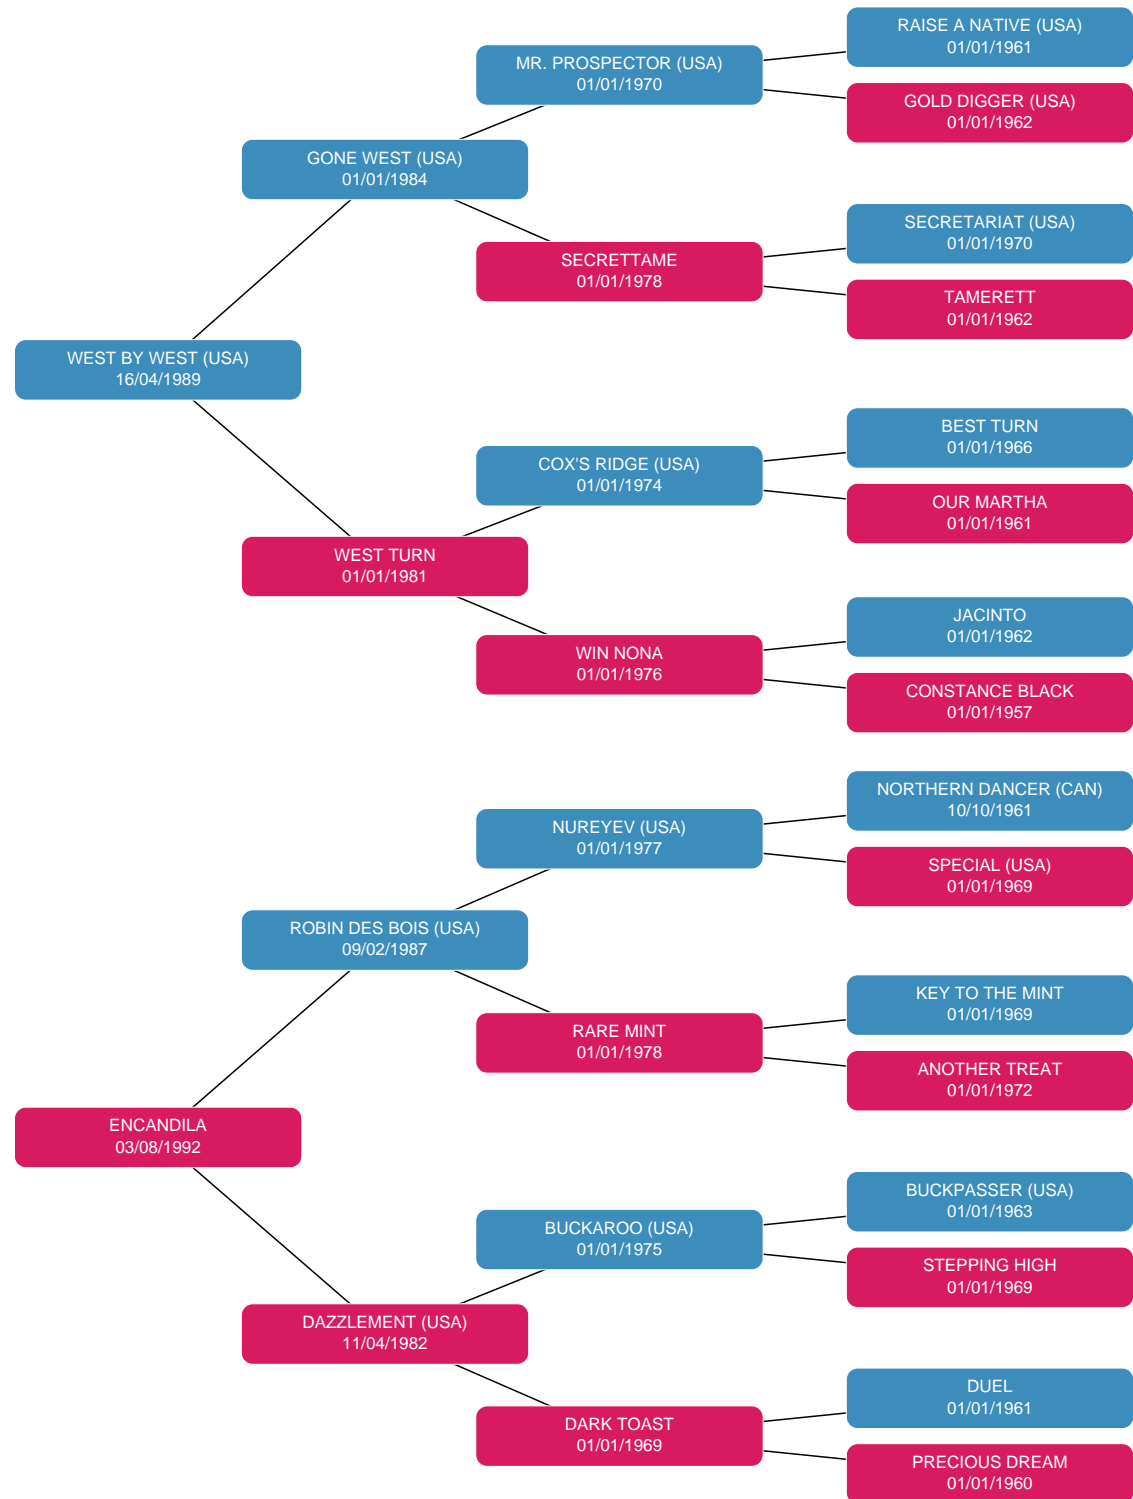 RAISE A NATIVE (USA)
01/01/1961
MR. PROSPECTOR (USA)
01/01/1970
GOLD DIGGER (USA)
01/01/1962
GONE WEST (USA)
01/01/1984
SECRETARIAT (USA)
01/01/1970
SECRETTAME
01/01/1978
TAMERETT
01/01/1962
WEST BY WEST (USA)
16/04/1989
BEST TURN
01/01/1966
COX'S RIDGE (USA)
01/01/1974
OUR MARTHA
01/01/1961
WEST TURN
01/01/1981
JACINTO
01/01/1962
WIN NONA
01/01/1976
CONSTANCE BLACK
01/01/1957
NORTHERN DANCER (CAN)
10/10/1961
NUREYEV (USA)
01/01/1977
SPECIAL (USA)
01/01/1969
ROBIN DES BOIS (USA)
09/02/1987
KEY TO THE MINT
01/01/1969
RARE MINT
01/01/1978
ANOTHER TREAT
01/01/1972
ENCANDILA
03/08/1992
BUCKPASSER (USA)
01/01/1963
BUCKAROO (USA)
01/01/1975
STEPPING HIGH
01/01/1969
DAZZLEMENT (USA)
11/04/1982
DUEL
01/01/1961
DARK TOAST
01/01/1969
PRECIOUS DREAM
01/01/1960